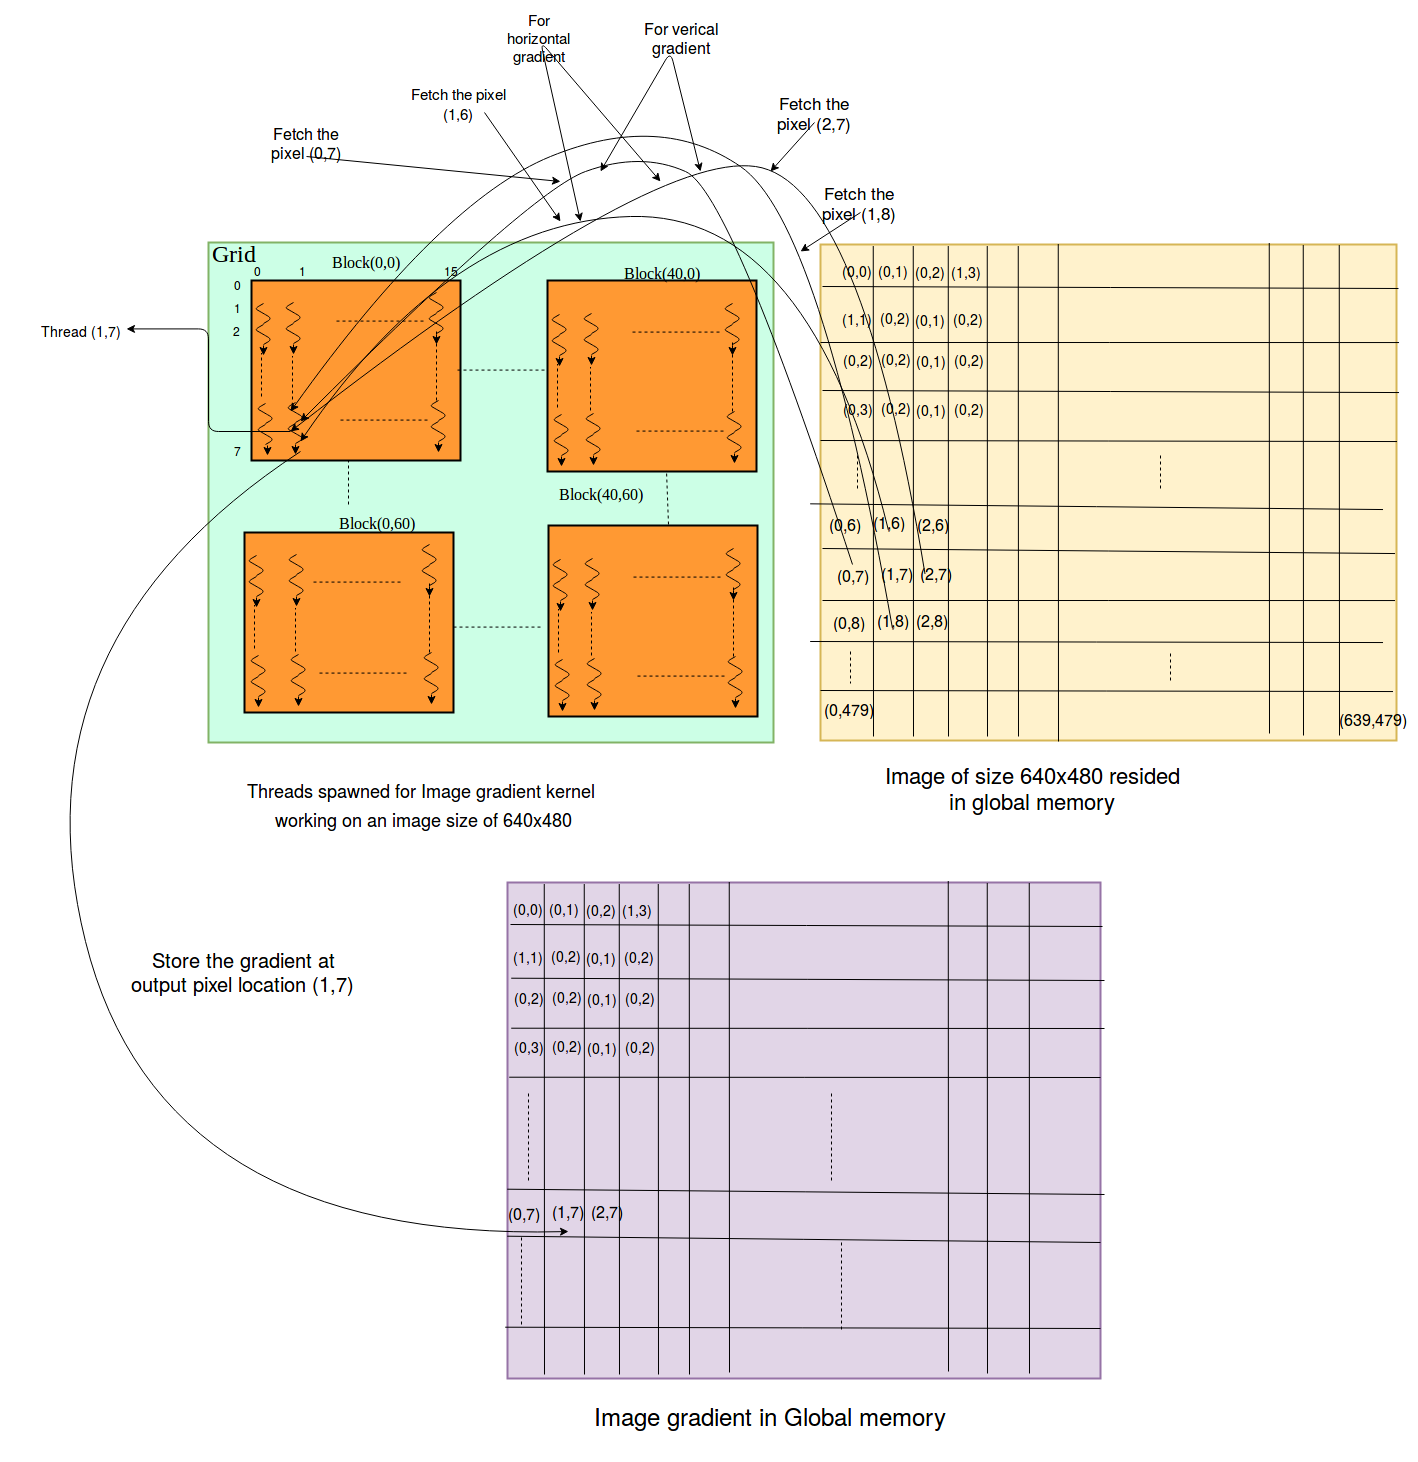 For
horizontal
gradient
For verical
gradient
Fetch the pixel
(1,6)
Fetch the
pixel (2,7)
Fetch the
pixel (0,7)
Fetch the
pixel (1,8)
Grid
Block(0,0)
0 1 15
0
1
2
7
Thread (1,7)
Block(40,0)
Block(40,60)
Block(0,60)
(0,0) (0,1) (0,2) (1,3)
(1,1) (0,2) (0,1) (0,2)
(0,2) (0,2) (0,1) (0,2)
(0,3) (0,2) (0,1) (0,2)
(0,6) (1,6) (2,6)
(0,7) (1,7) (2,7)
(0,8) (1,8) (2,8)
(0,479) (639,479)
Threads spawned for Image gradient kernel
working on an image size of 640x480
Image of size 640x480 resided
in global memory
Store the gradient at
output pixel location (1,7)
(0,0) (0,1) (0,2) (1,3)
(1,1) (0,2) (0,1) (0,2)
(0,2) (0,2) (0,1) (0,2)
(0,3) (0,2) (0,1) (0,2)
(0,7) (1,7) (2,7)
Image gradient in Global memory